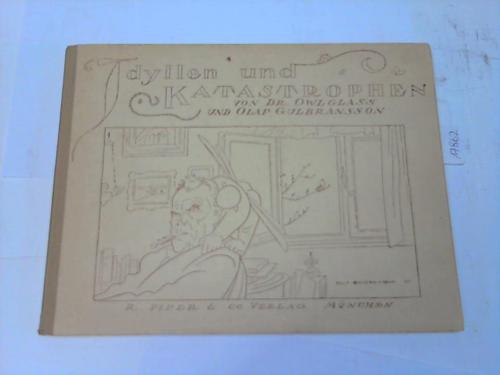 Idyllen und
KATASTROPHEN
VON DR. OWLGLASS
UND OLAF GULBRANSSON
R. PIPER & CO VERLAG MÜNCHEN